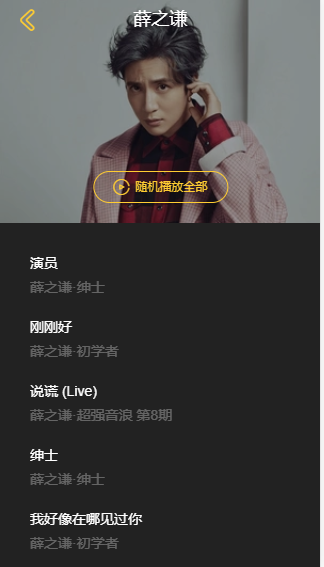 薛之谦
随机播放全部
演员
薛之谦·绅士
刚刚好
薛之谦·初学者
说谎 (Live)
薛之谦·超强音浪 第8期
绅士
薛之谦·绅士
我好像在哪见过你
薛之谦·初学者